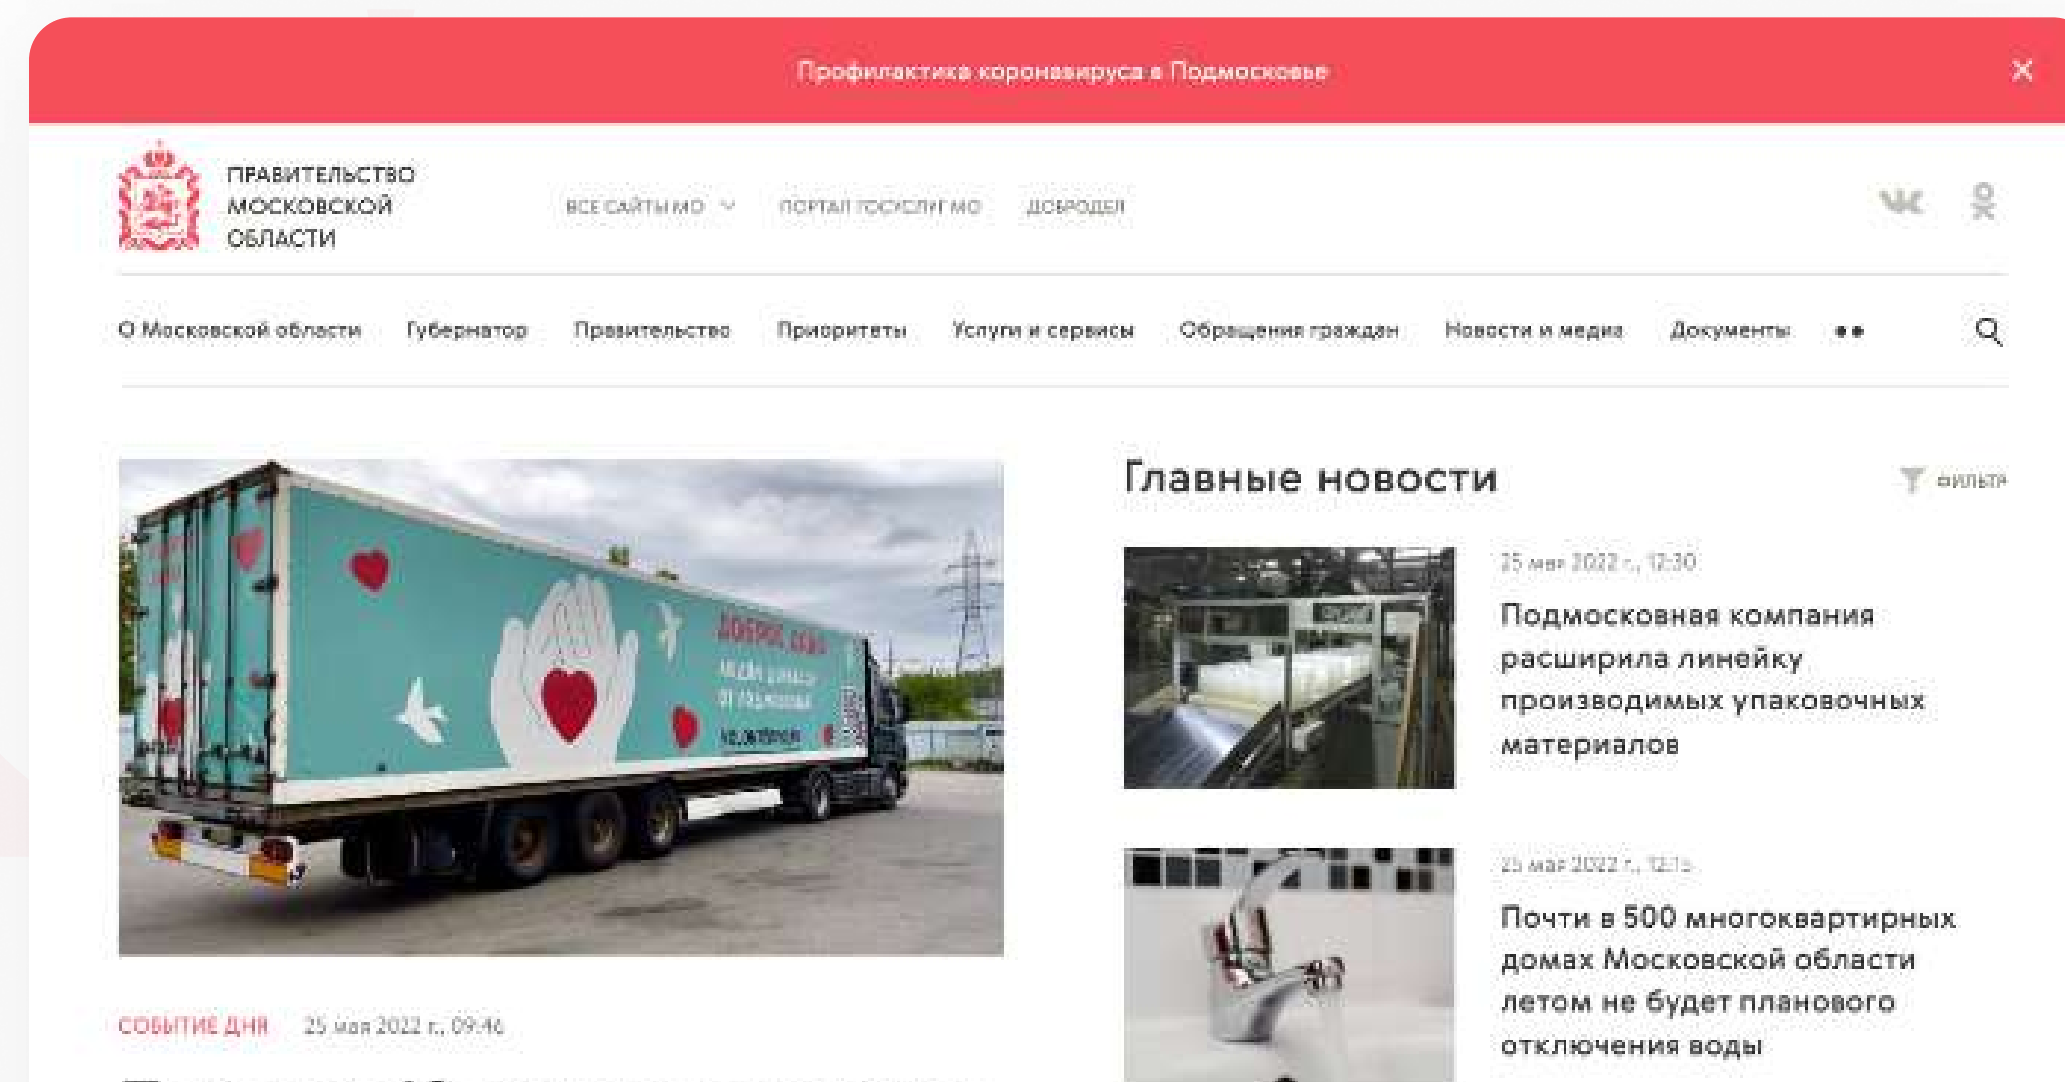 Профилактика коронавируса в Подмосковье
ПРАВИТЕЛЬСТВО
МОСКОВСКОЙ
ОБЛАСТИ
ВСЕ САЙТЫ МО
ПОРТАЛ ГОСУСЛУГ МО
ДОБРОДЕЛ
О Московской области
Губернатор
Правительство
Приоритеты
Услуги и сервисы
Обращения граждан
Новости и медиа
Документы
СОБЫТИЕ ДНЯ
25 мая 2022 г., 09:46
Главные новости
ФИЛЬТР
25 мая 2022 г., 12:30
Подмосковная компания
расширила линейку
производимых упаковочных
материалов
25 мая 2022 г., 12:15
Почти в 500 многоквартирных
домах Московской области
летом не будет планового
отключения воды